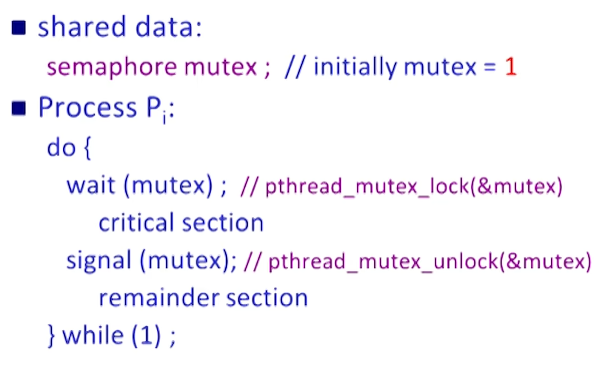 ■ shared data:
semaphore mutex ; // initially mutex = 1
■ Process Pi:
do {
wait (mutex) ; // pthread_mutex_lock(&mutex)
critical section
signal (mutex); // pthread_mutex_unlock(&mutex)
remainder section
} while (1) ;